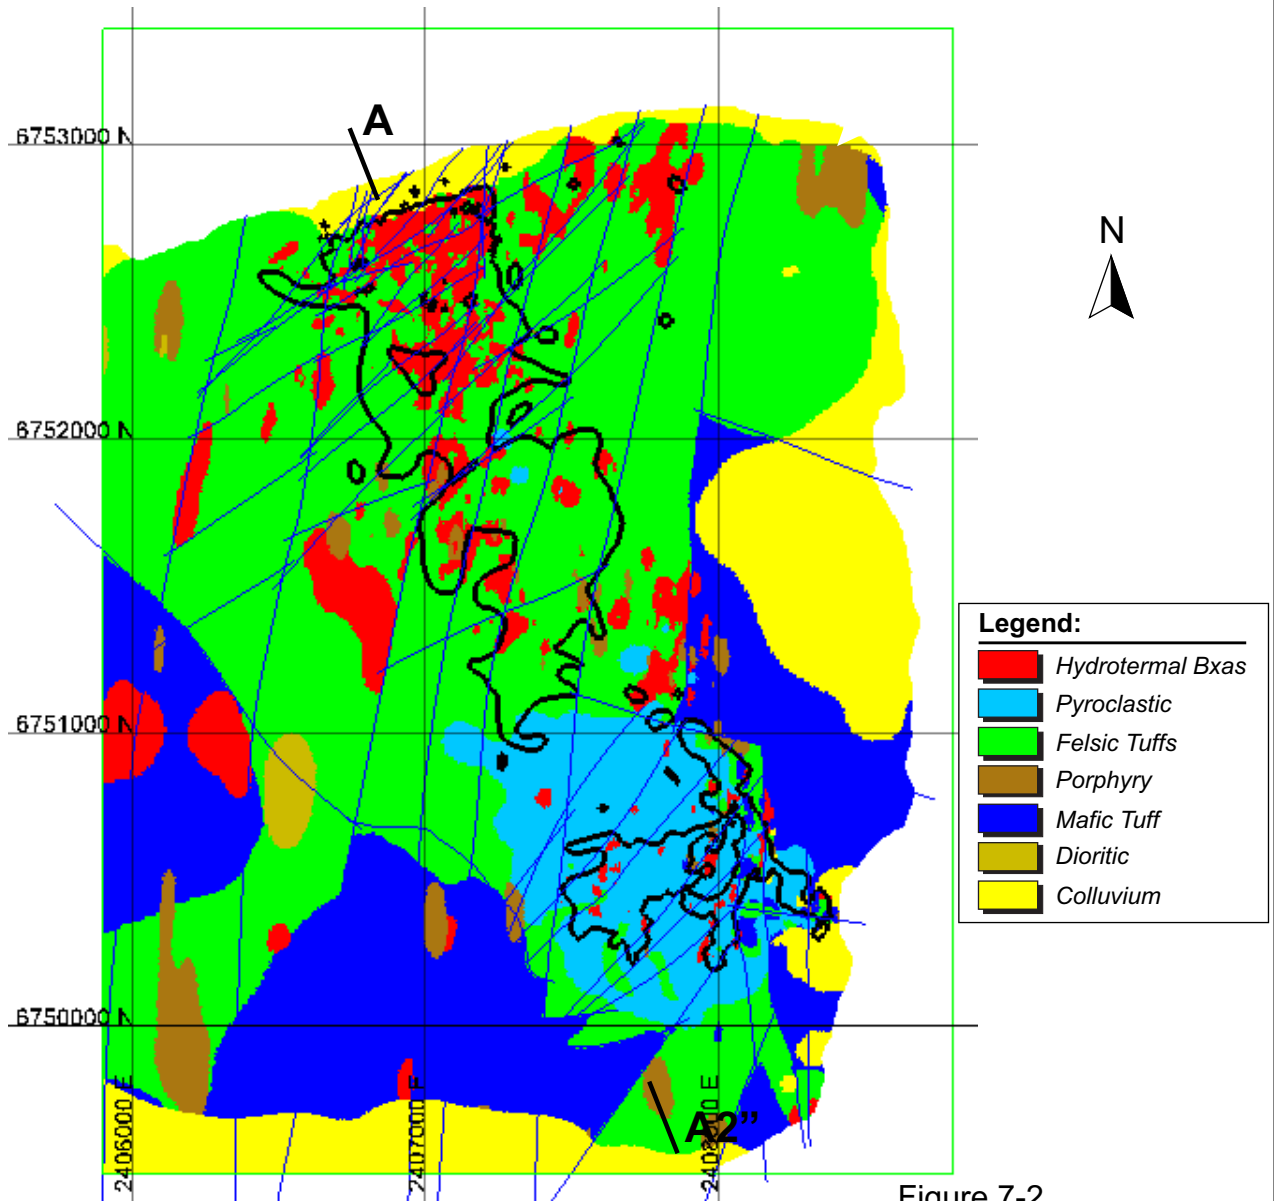 A
6753000 N
N
6752000 N
Legend:
Hydrotermal Bxas
Pyroclastic
Felsic Tuffs
Porphyry
Mafic Tuff
Dioritic
Colluvium
6751000 N
6750000 N
2406000 E
2407000 E
2408000 E
A2”
Figure 7-2